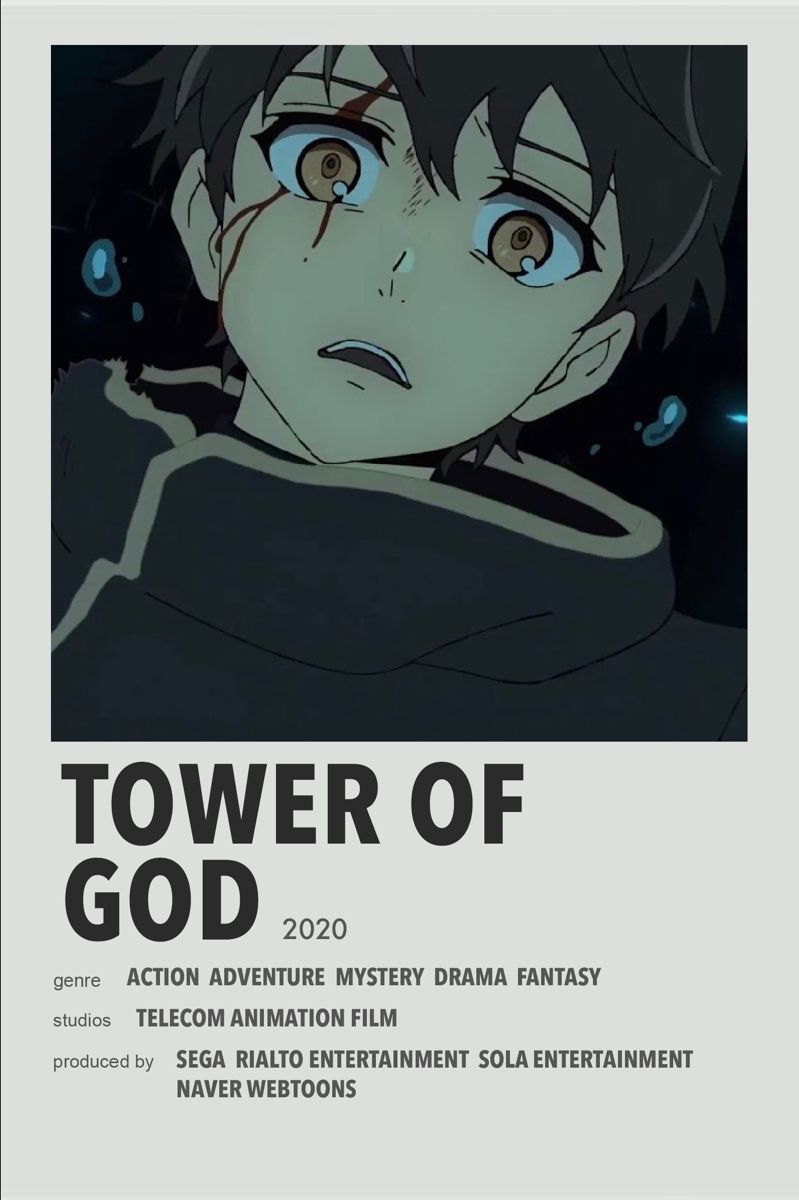 TOWER OF
GOD 2020
genre ACTION ADVENTURE MYSTERY DRAMA FANTASY
studios TELECOM ANIMATION FILM
produced by SEGA RIALTO ENTERTAINMENT SOLA ENTERTAINMENT
NAVER WEBTOONS